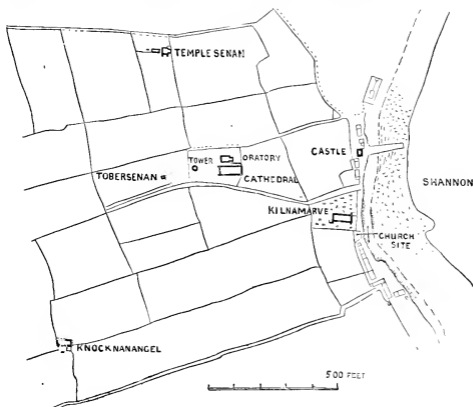 TEMPLE SENAN
TOWER
ORATORY
CASTLE
TOBERSENAN
CATHEDRAL
SHANNON
KILNAMARVE
CHURCH
SITE
KNOCKNANANGEL
500 FEET